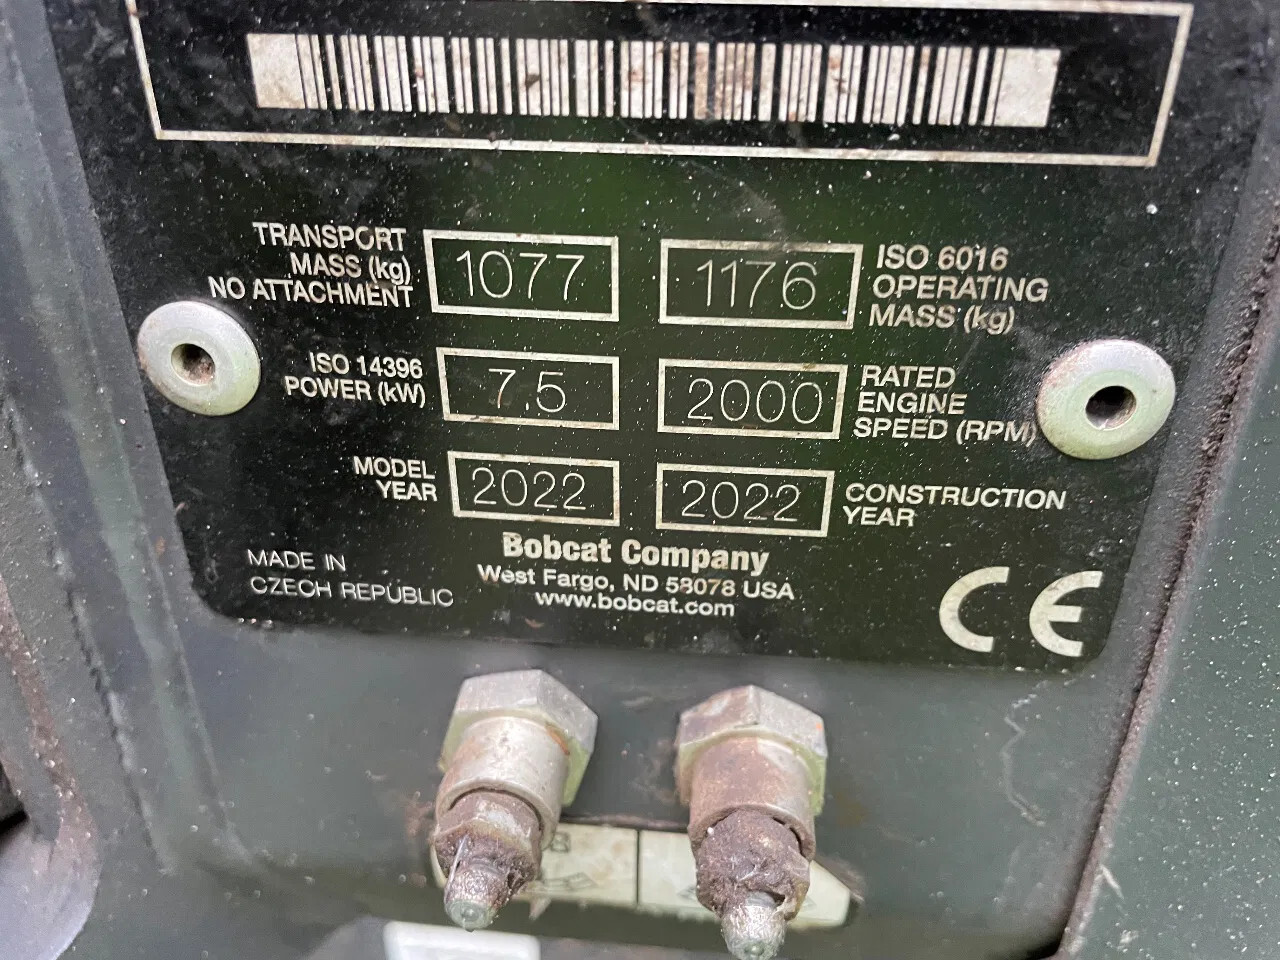 TRANSPORT
MASS (kg)
NO ATTACHMENT
1077
1176
ISO 6016
OPERATING
MASS (kg)
ISO 14396
POWER (kW)
7.5
2000
RATED
ENGINE
SPEED (RPM)
MODEL
YEAR
2022
2022
CONSTRUCTION
YEAR
MADE IN
CZECH REPUBLIC
Bobcat Company
West Fargo, ND 58078 USA
www.bobcat.com
CE